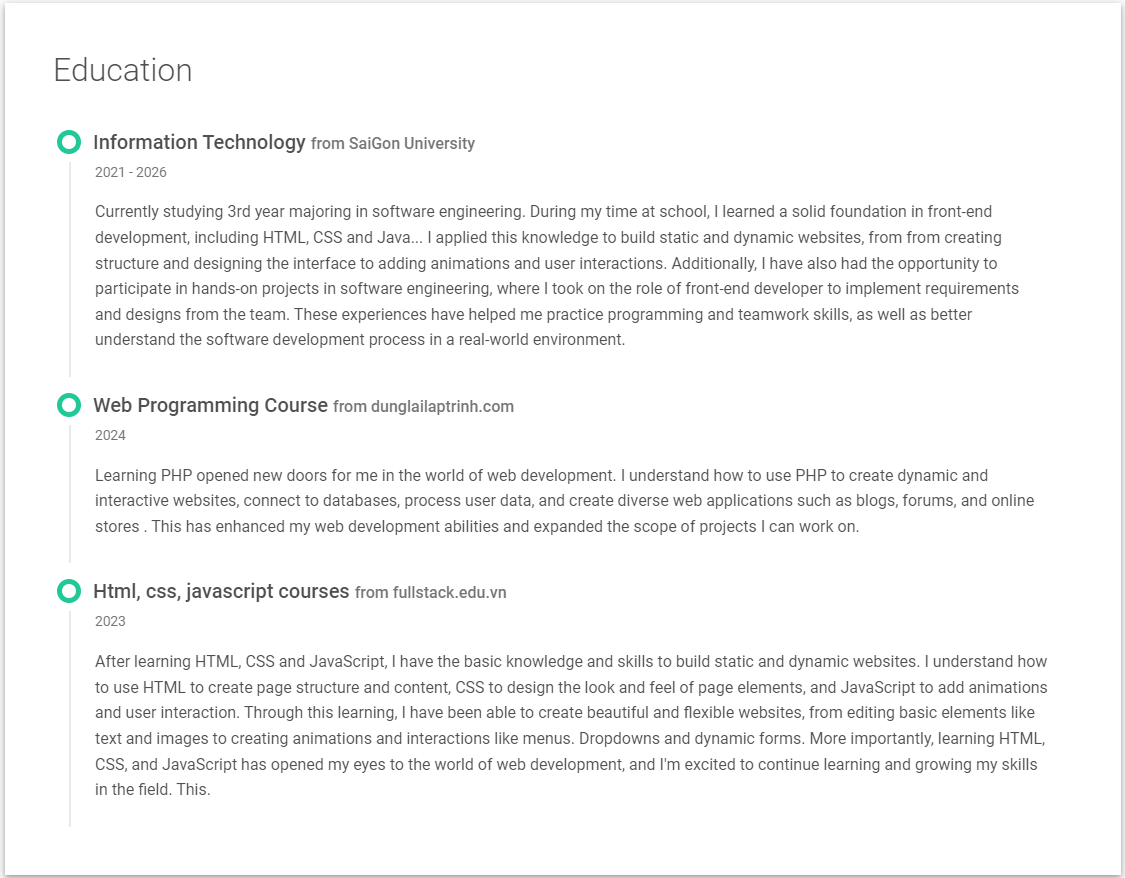 Education
Information Technology from SaiGon University
2021 - 2026
Currently studying 3rd year majoring in software engineering. During my time at school, I learned a solid foundation in front-end
development, including HTML, CSS and Java... I applied this knowledge to build static and dynamic websites, from from creating
structure and designing the interface to adding animations and user interactions. Additionally, I have also had the opportunity to
participate in hands-on projects in software engineering, where I took on the role of front-end developer to implement requirements
and designs from the team. These experiences have helped me practice programming and teamwork skills, as well as better
understand the software development process in a real-world environment.
Web Programming Course from dunglailaptrinh.com
2024
Learning PHP opened new doors for me in the world of web development. I understand how to use PHP to create dynamic and
interactive websites, connect to databases, process user data, and create diverse web applications such as blogs, forums, and online
stores . This has enhanced my web development abilities and expanded the scope of projects I can work on.
Html, css, javascript courses from fullstack.edu.vn
2023
After learning HTML, CSS and JavaScript, I have the basic knowledge and skills to build static and dynamic websites. I understand how
to use HTML to create page structure and content, CSS to design the look and feel of page elements, and JavaScript to add animations
and user interaction. Through this learning, I have been able to create beautiful and flexible websites, from editing basic elements like
text and images to creating animations and interactions like menus. Dropdowns and dynamic forms. More importantly, learning HTML,
CSS, and JavaScript has opened my eyes to the world of web development, and I'm excited to continue learning and growing my skills
in the field. This.